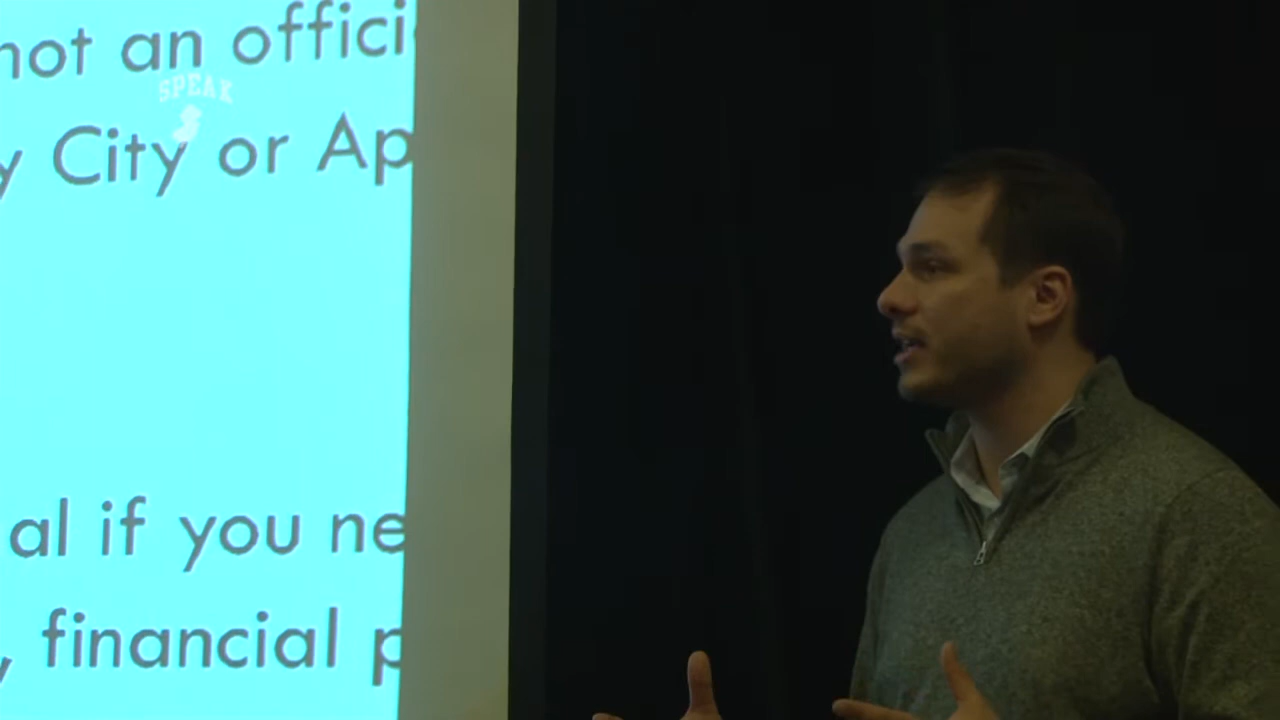 not an offici
SPEAK
y City or Ap
al if you ne
, financial p